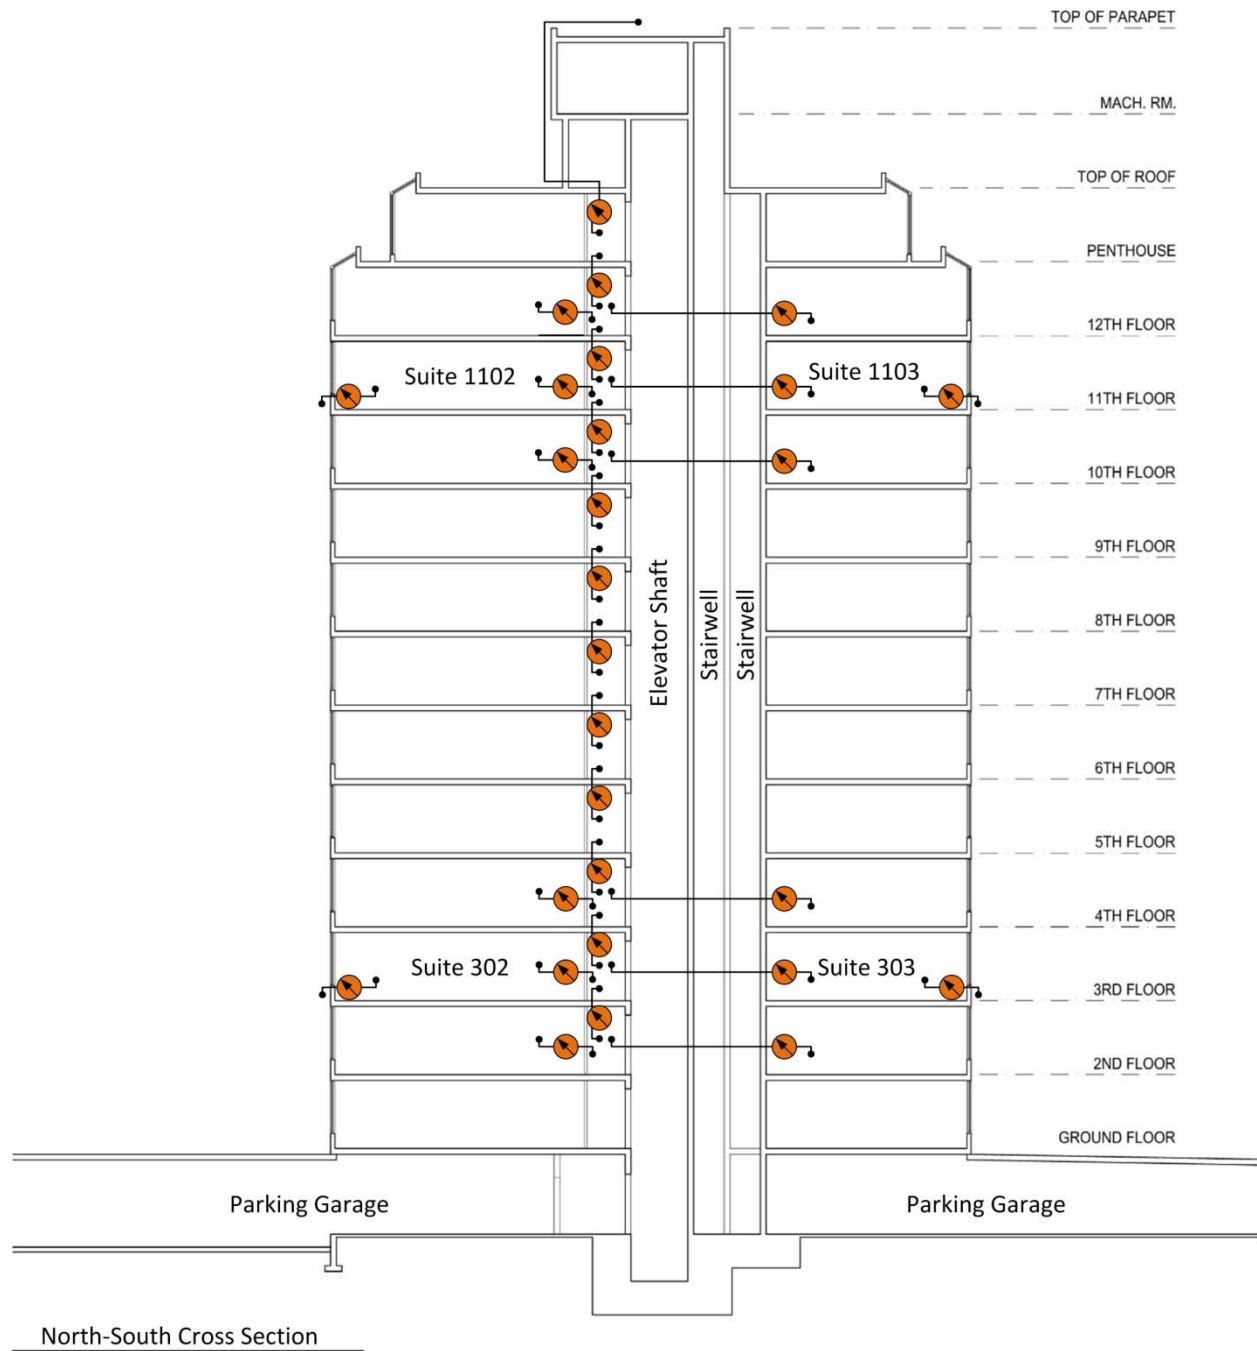 TOP OF PARAPET
MACH. RM.
TOP OF ROOF
PENTHOUSE
12TH FLOOR
Suite 1102
Suite 1103
11TH FLOOR
10TH FLOOR
9TH FLOOR
Elevator Shaft
Stairwell
Stairwell
8TH FLOOR
7TH FLOOR
6TH FLOOR
5TH FLOOR
4TH FLOOR
Suite 302
Suite 303
3RD FLOOR
2ND FLOOR
GROUND FLOOR
Parking Garage
Parking Garage
North-South Cross Section